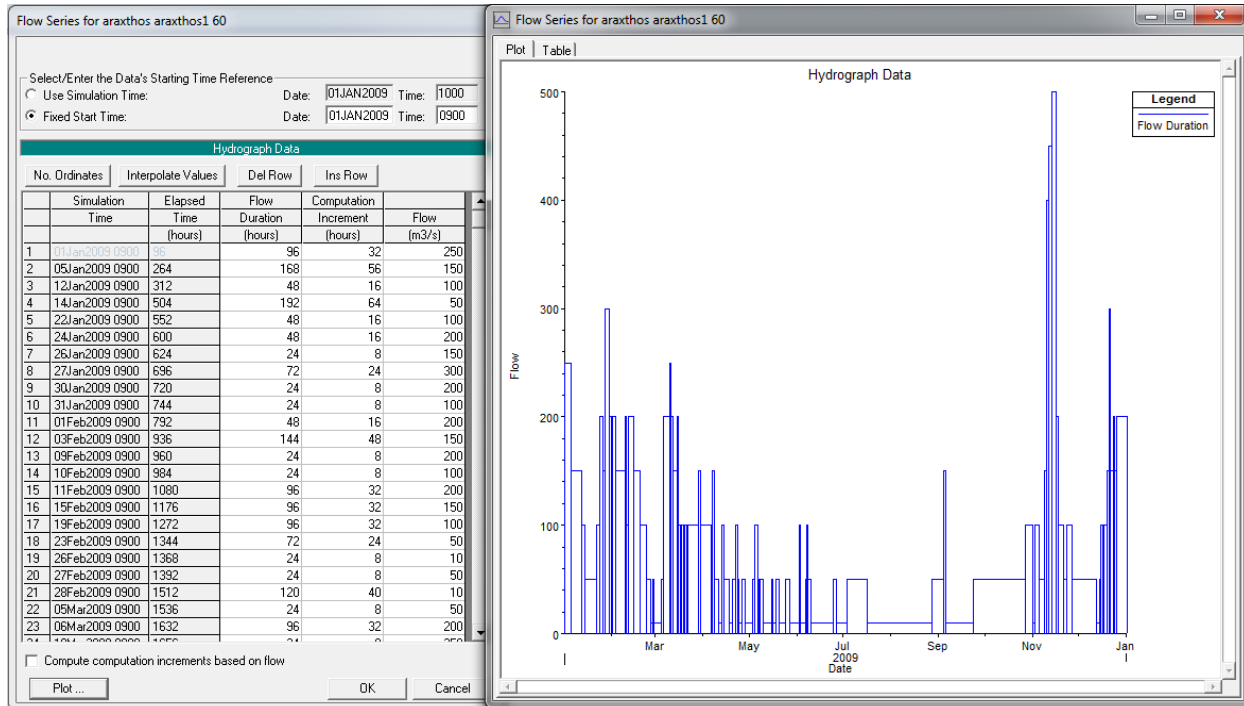 Flow Series for araxthos araxthos1 60
Select/Enter the Data's Starting Time Reference
Use Simulation Time: Date: 01JAN2009 Time: 1000
Fixed Start Time: Date: 01JAN2009 Time: 0900
Hydrograph Data
No. Ordinates Interpolate Values Del Row Ins Row
Simulation Elapsed Flow Computation
Time Time Duration Increment Flow
(hours) (hours) (hours) (m3/s)
1 01Jan2009 0900 96 96 32 250
2 05Jan2009 0900 264 168 56 150
3 12Jan2009 0900 312 48 16 100
4 14Jan2009 0900 504 192 64 50
5 22Jan2009 0900 552 48 16 100
6 24Jan2009 0900 600 48 16 200
7 26Jan2009 0900 624 24 8 150
8 27Jan2009 0900 696 72 24 300
9 30Jan2009 0900 720 24 8 200
10 31Jan2009 0900 744 24 8 100
11 01Feb2009 0900 792 48 16 200
12 03Feb2009 0900 936 144 48 150
13 09Feb2009 0900 960 24 8 200
14 10Feb2009 0900 984 24 8 100
15 11Feb2009 0900 1080 96 32 200
16 15Feb2009 0900 1176 96 32 150
17 19Feb2009 0900 1272 96 32 100
18 23Feb2009 0900 1344 72 24 50
19 26Feb2009 0900 1368 24 8 10
20 27Feb2009 0900 1392 24 8 50
21 28Feb2009 0900 1512 120 40 10
22 05Mar2009 0900 1536 24 8 50
23 06Mar2009 0900 1632 96 32 200
Compute computation increments based on flow
Plot ... OK Cancel
Flow Series for araxthos araxthos1 60
Plot Table
Hydrograph Data
Legend
Flow Duration
500
400
300
200
100
0
Flow
Mar May Jul Sep Nov Jan
2009
Date